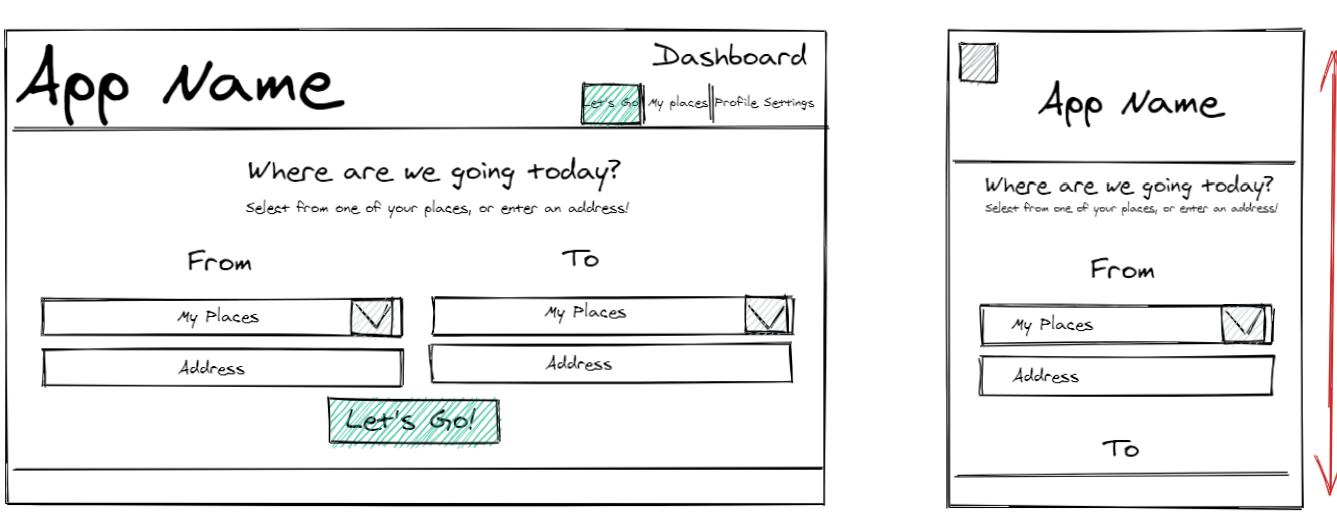 App Name
Dashboard
Let's Go My places Profile Settings
Where are we going today?
Select from one of your places, or enter an address!
From
To
My Places
My Places
Address
Address
Let's Go!
App Name
Where are we going today?
Select from one of your places, or enter an address!
From
My Places
Address
To